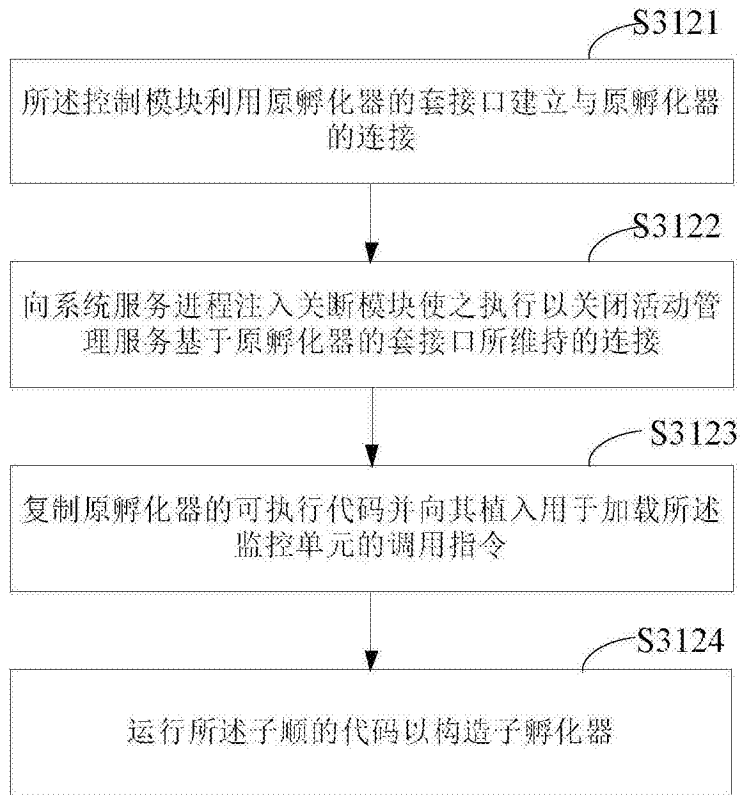 S3121
所述控制模块利用原孵化器的套接口建立与原孵化器
的连接
S3122
向系统服务进程注入关断模块使之执行以关闭活动管
理服务基于原孵化器的套接口所维持的连接
S3123
复制原孵化器的可执行代码并向其植入用于加载所述
监控单元的调用指令
S3124
运行所述子顺的代码以构造子孵化器